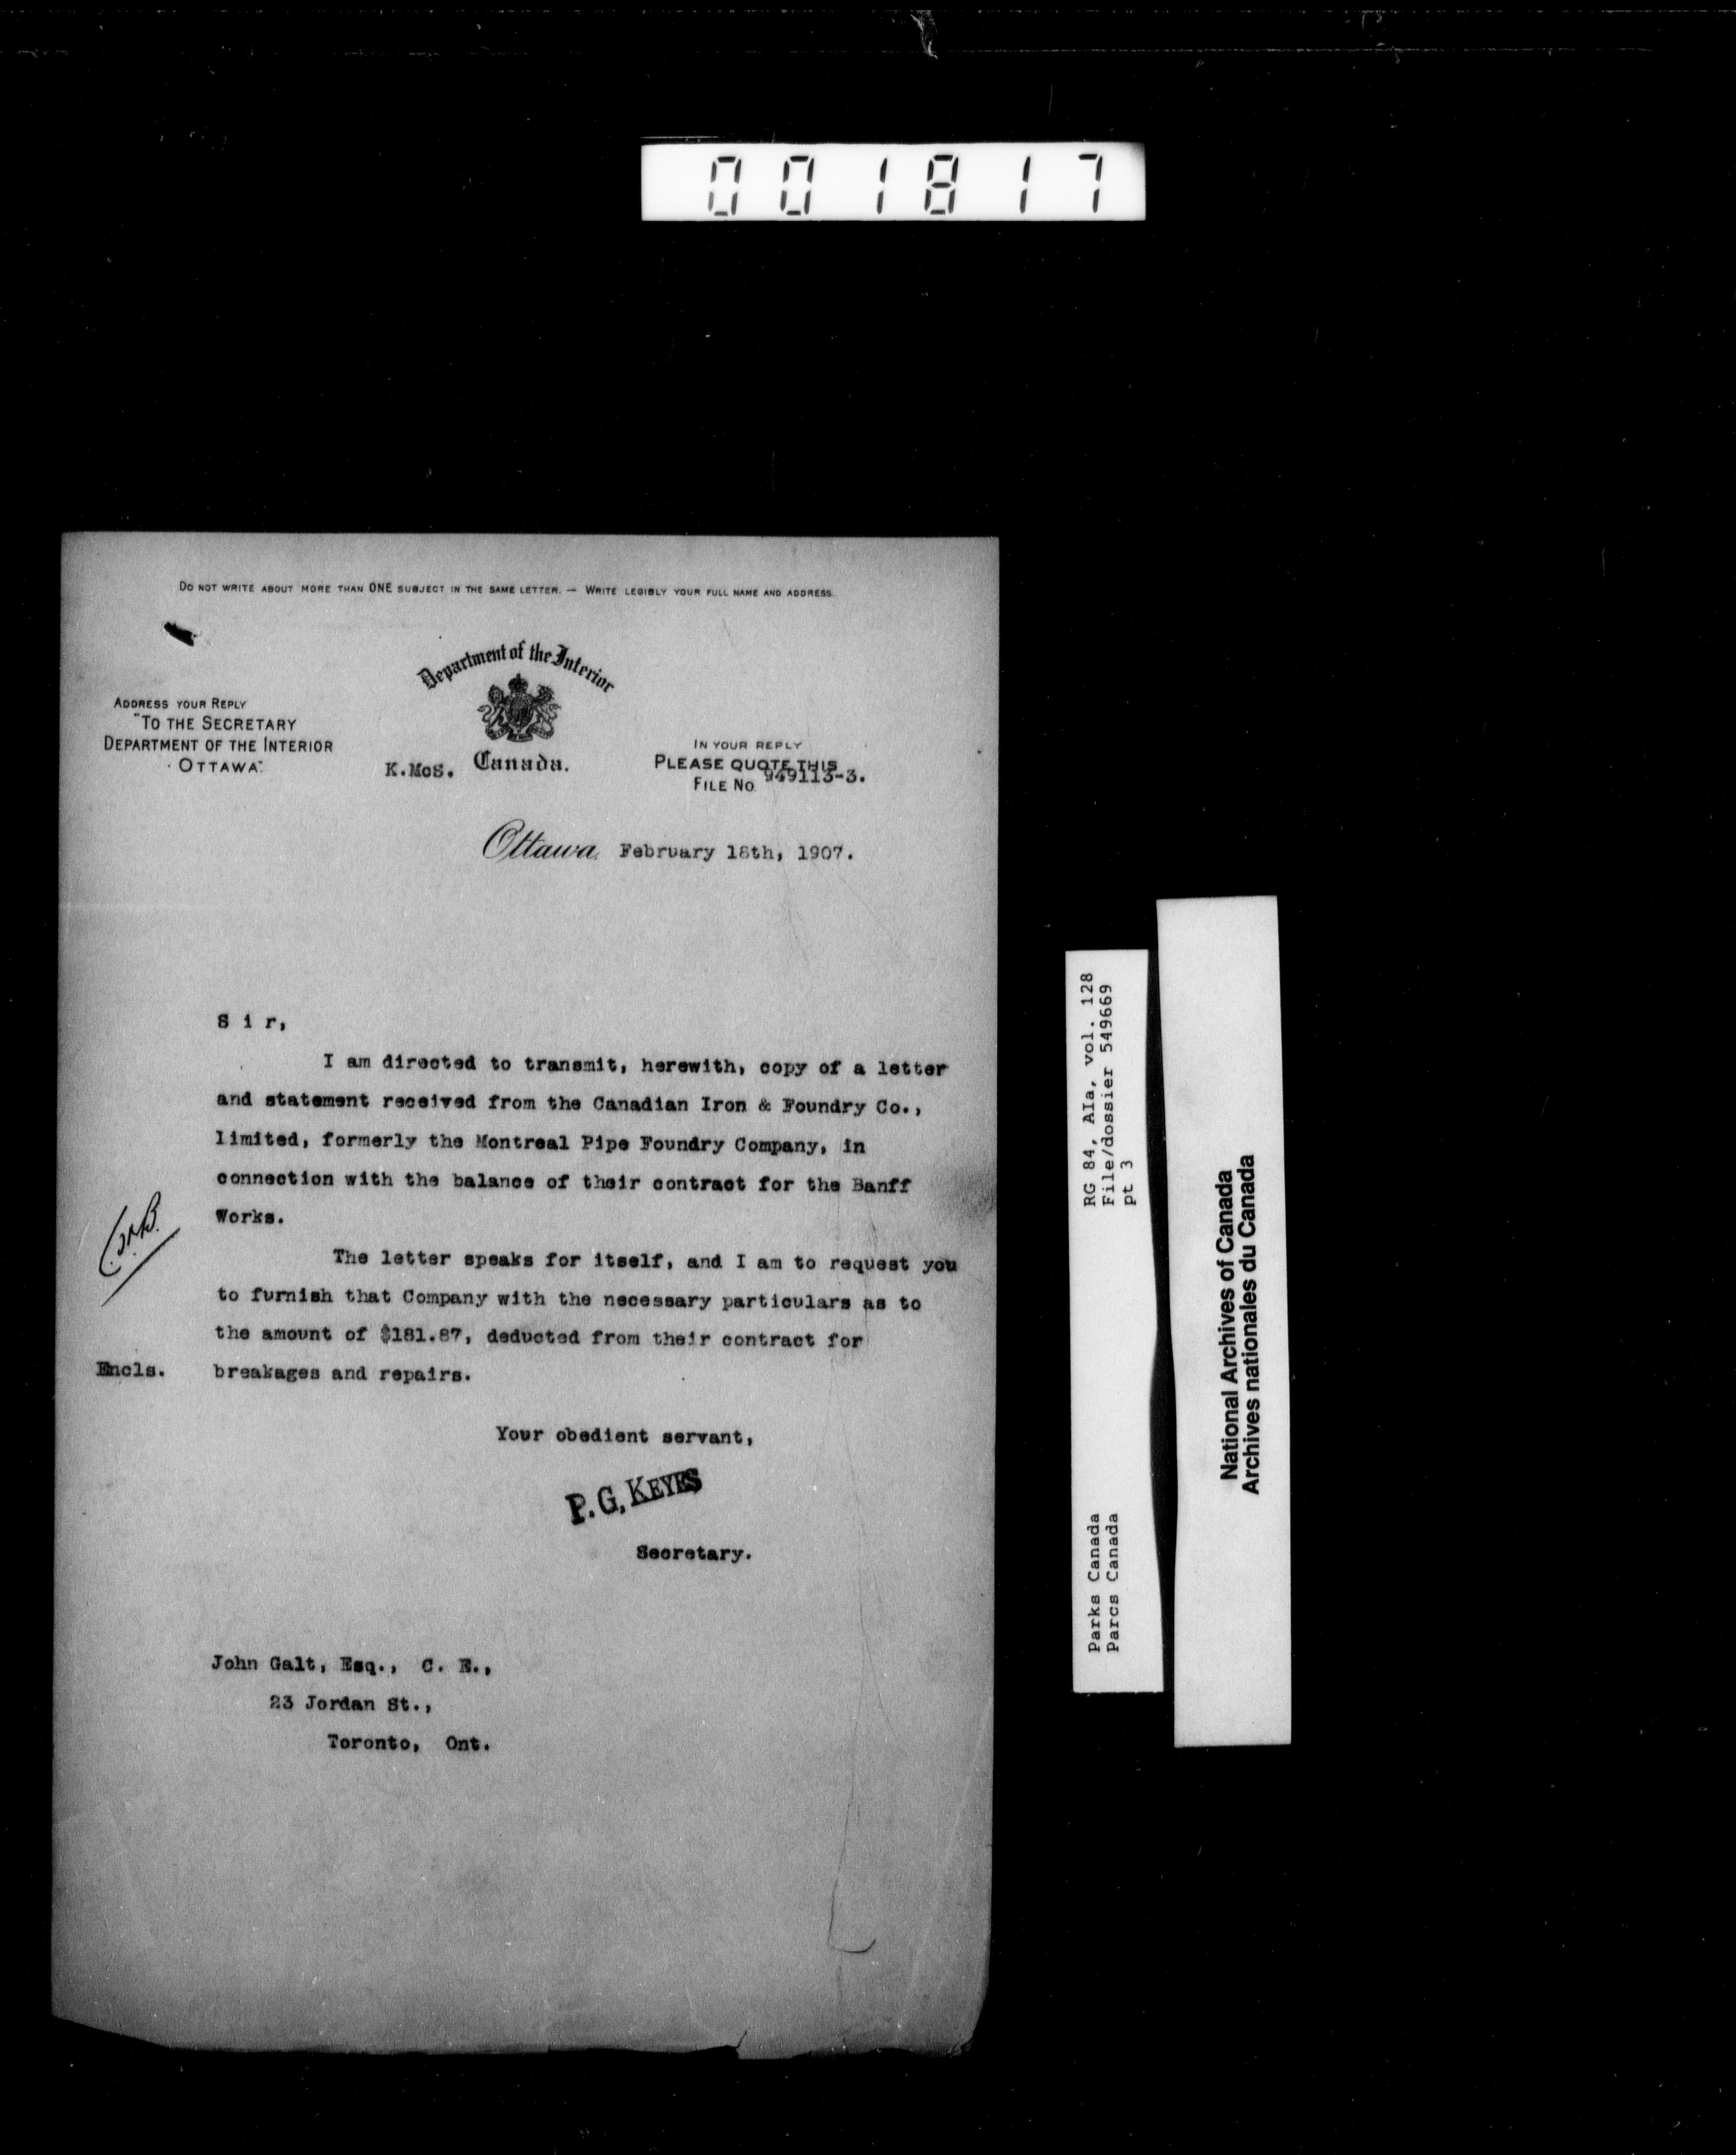 001817
DO NOT WRITE ABOUT MORE THAN ONE SUBJECT IN THE SAME LETTER. — WRITE LEGIBLY YOUR FULL NAME AND ADDRESS.
Department of the Interior
Canada.
ADDRESS YOUR REPLY
"TO THE SECRETARY
DEPARTMENT OF THE INTERIOR
OTTAWA"
K.McS.
IN YOUR REPLY
PLEASE QUOTE THIS
FILE NO. 949113-3.
Ottawa, February 18th, 1907.
S i r,
I am directed to transmit, herewith, copy of a letter
and statement received from the Canadian Iron & Foundry Co.,
limited, formerly the Montreal Pipe Foundry Company, in
connection with the balance of their contract for the Banff
Works.
The letter speaks for itself, and I am to request you
to furnish that Company with the necessary particulars as to
the amount of $181.87, deducted from their contract for
Encls. breakages and repairs.
Your obedient servant,
P. G. KEYES
Secretary.
John Galt, Esq., C. E.,
23 Jordan St.,
Toronto, Ont.
RG 84, AIa, vol. 128
File/dossier 549669
pt 3
Parks Canada
Parcs Canada
National Archives of Canada
Archives nationales du Canada